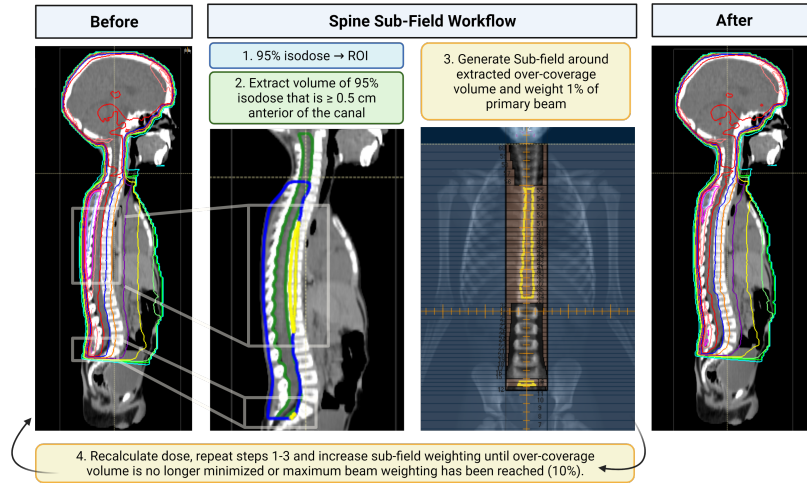 Before
Spine Sub-Field Workflow
After
1. 95% isodose → ROI
2. Extract volume of 95%
isodose that is ≥ 0.5 cm
anterior of the canal
3. Generate Sub-field around
extracted over-coverage
volume and weight 1% of
primary beam
4. Recalculate dose, repeat steps 1-3 and increase sub-field weighting until over-coverage
volume is no longer minimized or maximum beam weighting has been reached (10%).